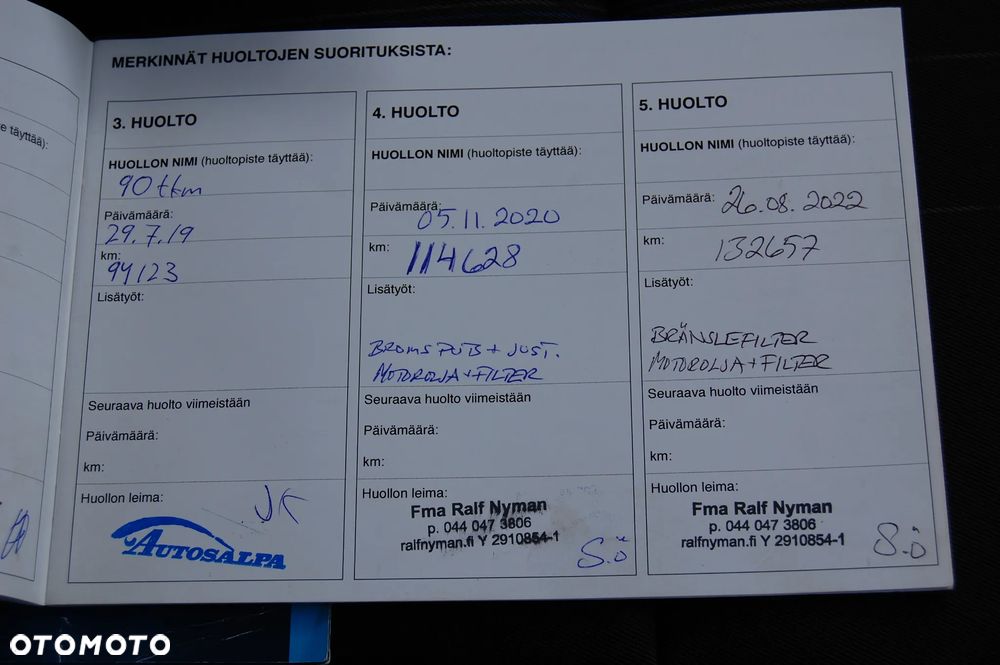 e täyttää):
MERKINNÄT HUOLTOJEN SUORITUKSISTA:
3. HUOLTO
HUOLLON NIMI (huoltopiste täyttää):
90 tkm
Päivämäärä:
29.7.19
km:
94123
Lisätyöt:
Seuraava huolto viimeistään
Päivämäärä:
km:
Huollon leima:
JK
AUTOSALPA
4. HUOLTO
HUOLLON NIMI (huoltopiste täyttää):
Päivämäärä: 05.11.2020
km: 114628
Lisätyöt:
BROMS PUTS + JUST.
MOTOROLJA + FILTER
Seuraava huolto viimeistään
Päivämäärä:
km:
Huollon leima:
Fma Ralf Nyman
p. 044 047 3806
ralfnyman.fi Y 2910854-1
S.Ö
5. HUOLTO
HUOLLON NIMI (huoltopiste täyttää):
Päivämäärä: 26.08.2022
km: 132657
Lisätyöt:
BRÄNSLEFILTER
MOTOROLJA + FILTER
Seuraava huolto viimeistään
Päivämäärä:
km:
Huollon leima:
Fma Ralf Nyman
p. 044 047 3806
ralfnyman.fi Y 2910854-1
S.Ö
OTOMOTO